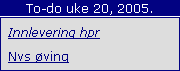 To-do uke 20, 2005.
Innlevering hpr
Nvs øving